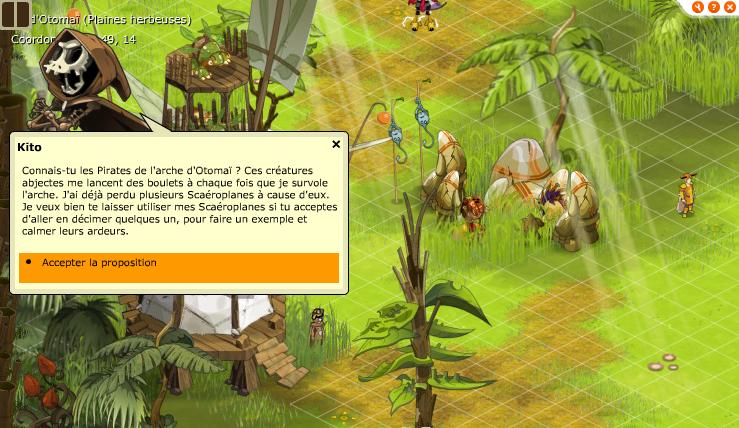 d'Otomaï (Plaines herbeuses)
Coordor 49, 14
Kito
Connais-tu les Pirates de l'arche d'Otomaï ? Ces créatures
abjectes me lancent des boulets à chaque fois que je survole
l'arche. J'ai déjà perdu plusieurs Scaéroplanes à cause d'eux.
Je veux bien te laisser utiliser mes Scaéroplanes si tu acceptes
d'aller en décimer quelques un, pour faire un exemple et
calmer leurs ardeurs.
Accepter la proposition